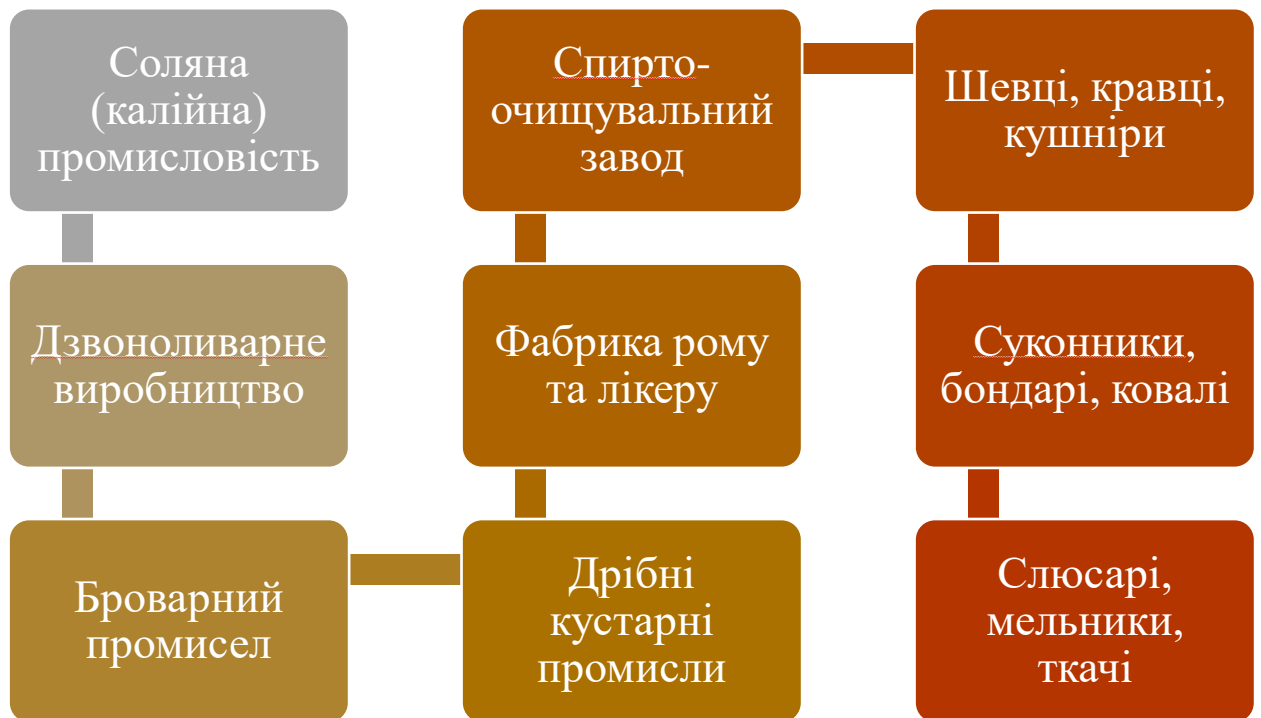 Соляна
(калійна)
промисловість
Дзвоноливарне
виробництво
Броварний
промисел
Дрібні
кустарні
промисли
Фабрика рому
та лікеру
Спирто-
очищувальний
завод
Шевці, кравці,
кушніри
Суконники,
бондарі, ковалі
Слюсарі,
мельники,
ткачі